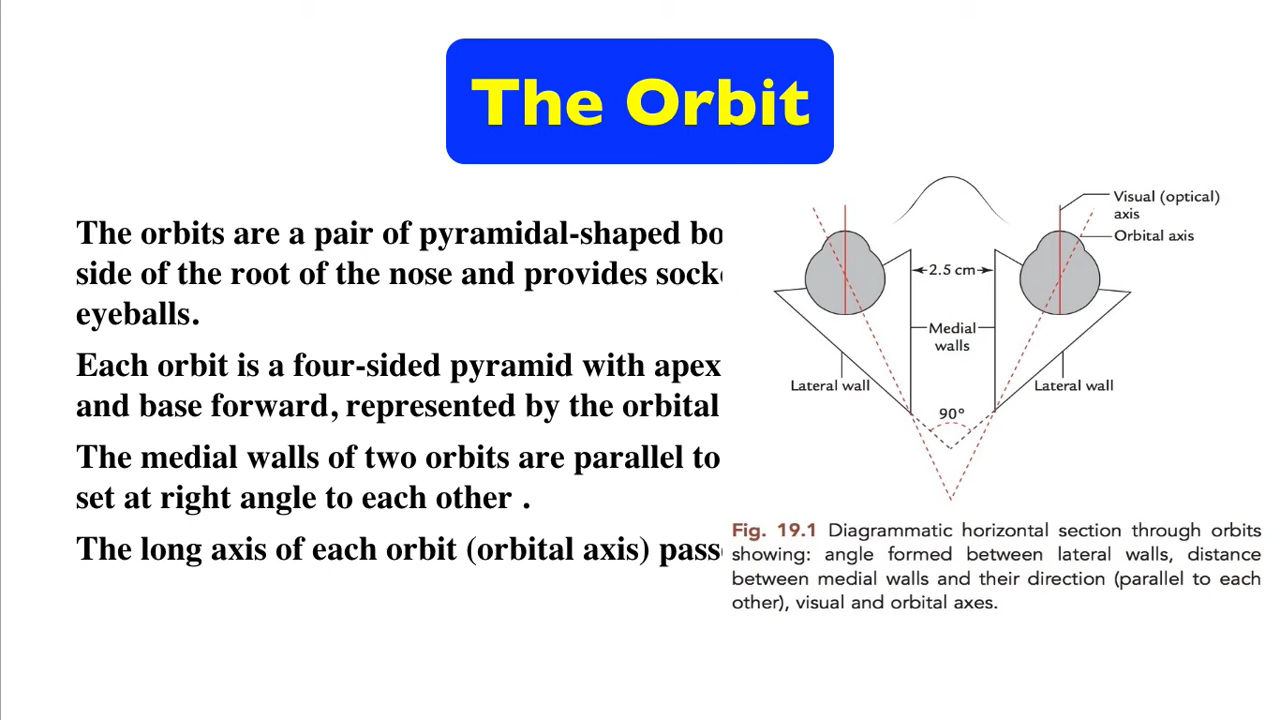 The Orbit
The orbits are a pair of pyramidal-shaped
side of the root of the nose and provides
eyeballs.
Each orbit is a four-sided pyramid with apex
and base forward, represented by the orbital
The medial walls of two orbits are parallel to
set at right angle to each other .
The long axis of each orbit (orbital axis)
Visual (optical)
axis
Orbital axis
2.5 cm
Medial
walls
Lateral wall
Lateral wall
90°
Fig. 19.1 Diagrammatic horizontal section through orbits
showing: angle formed between lateral walls, distance
between medial walls and their direction (parallel to each
other), visual and orbital axes.